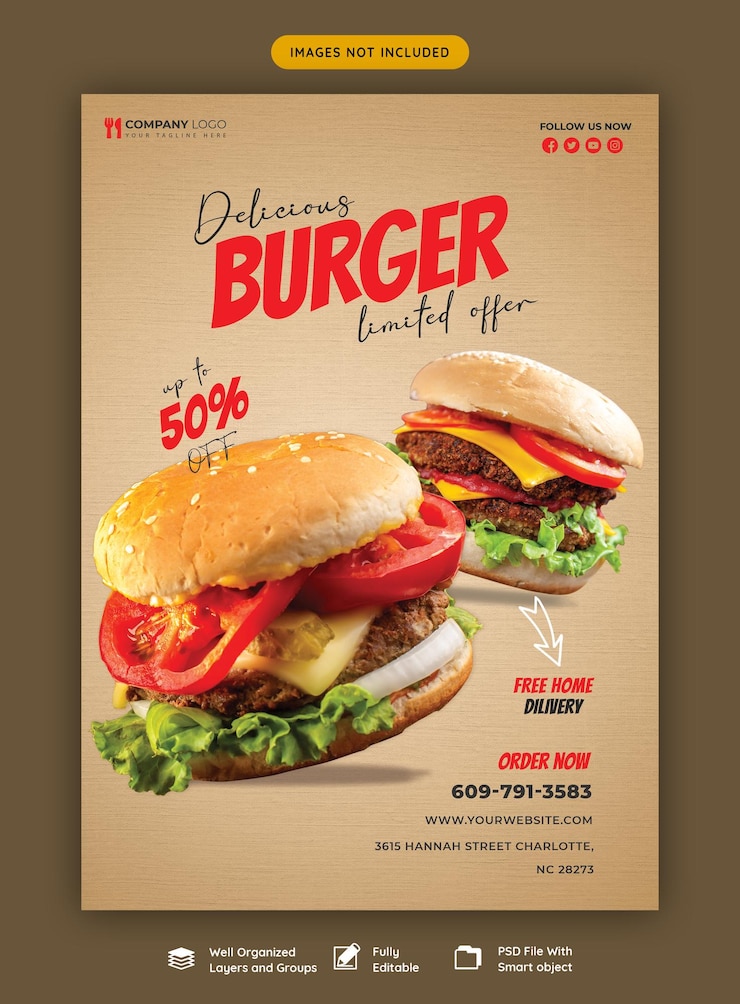 IMAGES NOT INCLUDED
COMPANY LOGO
YOUR TAGLINE HERE
FOLLOW US NOW
Delicious
BURGER
limited offer
up to
50%
OFF
FREE HOME
DILIVERY
ORDER NOW
609-791-3583
WWW.YOURWEBSITE.COM
3615 HANNAH STREET CHARLOTTE,
NC 28273
Well Organized
Layers and Groups
Fully
Editable
PSD File With
Smart object